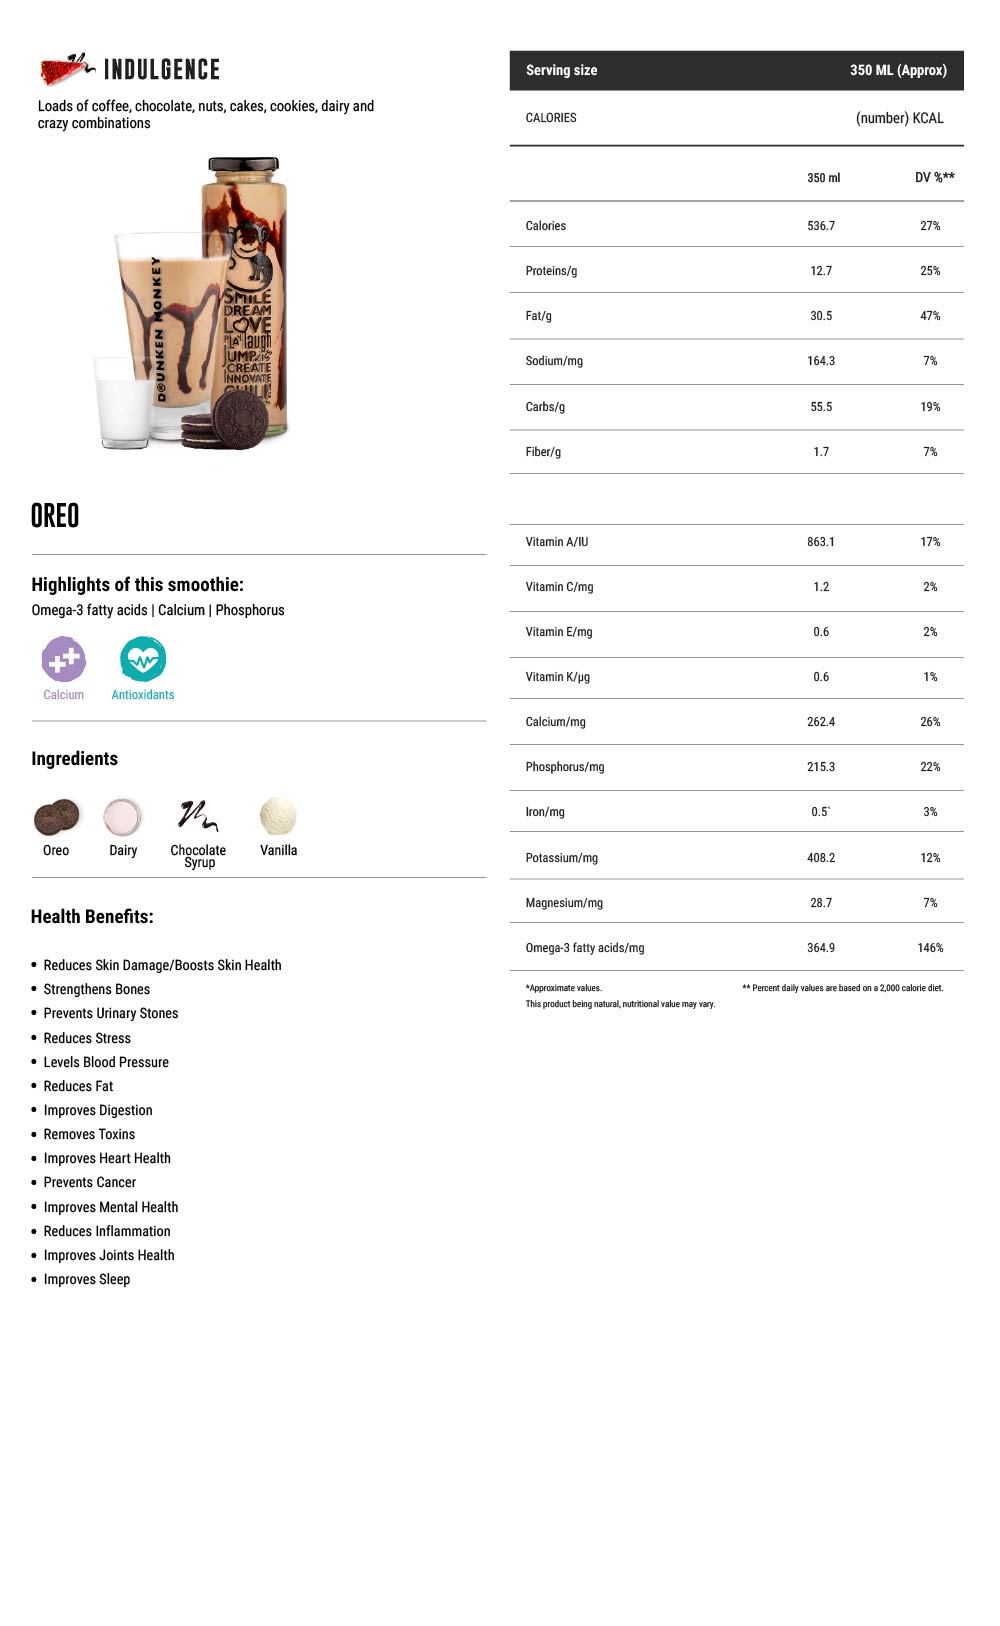 INDULGENCE
Loads of coffee, chocolate, nuts, cakes, cookies, dairy and
crazy combinations
DRUNKEN MONKEY
SMILE
DREAM
LOVE
PLAY laugh
JUMP
CREATE
INNOVATE
CHILL
OREO
Highlights of this smoothie:
Omega-3 fatty acids | Calcium | Phosphorus
Calcium Antioxidants
Ingredients
Oreo Dairy Chocolate Vanilla
Syrup
Health Benefits:
• Reduces Skin Damage/Boosts Skin Health
• Strengthens Bones
• Prevents Urinary Stones
• Reduces Stress
• Levels Blood Pressure
• Reduces Fat
• Improves Digestion
• Removes Toxins
• Improves Heart Health
• Prevents Cancer
• Improves Mental Health
• Reduces Inflammation
• Improves Joints Health
• Improves Sleep
Serving size 350 ML (Approx)
CALORIES (number) KCAL
350 ml DV %**
Calories 536.7 27%
Proteins/g 12.7 25%
Fat/g 30.5 47%
Sodium/mg 164.3 7%
Carbs/g 55.5 19%
Fiber/g 1.7 7%
Vitamin A/IU 863.1 17%
Vitamin C/mg 1.2 2%
Vitamin E/mg 0.6 2%
Vitamin K/µg 0.6 1%
Calcium/mg 262.4 26%
Phosphorus/mg 215.3 22%
Iron/mg 0.5` 3%
Potassium/mg 408.2 12%
Magnesium/mg 28.7 7%
Omega-3 fatty acids/mg 364.9 146%
*Approximate values. ** Percent daily values are based on a 2,000 calorie diet.
This product being natural, nutritional value may vary.